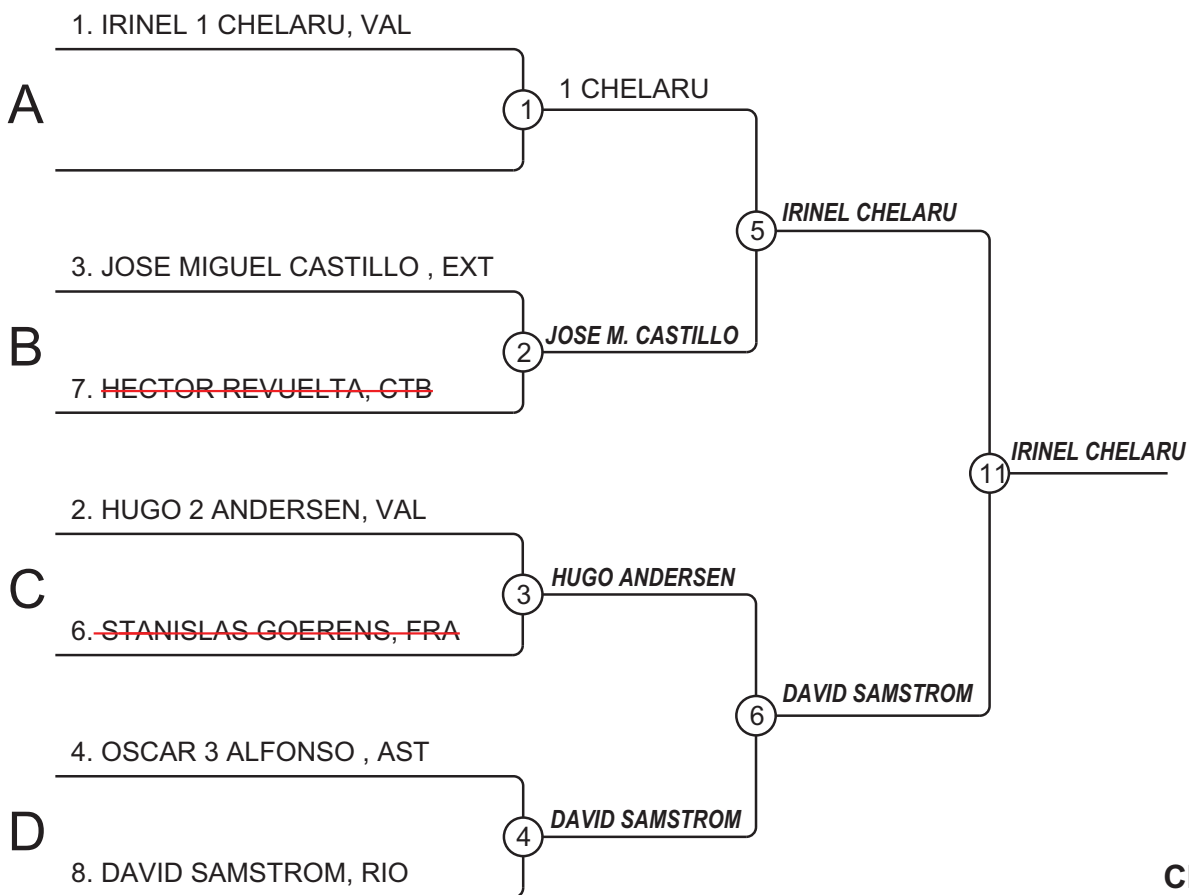 1. IRINEL 1 CHELARU, VAL
A
1
1 CHELARU
5
IRINEL CHELARU
3. JOSE MIGUEL CASTILLO , EXT
B
2
JOSE M. CASTILLO
7. HECTOR REVUELTA, CTB
11
IRINEL CHELARU
2. HUGO 2 ANDERSEN, VAL
C
3
HUGO ANDERSEN
6. STANISLAS GOERENS, FRA
6
DAVID SAMSTROM
4. OSCAR 3 ALFONSO , AST
D
4
DAVID SAMSTROM
8. DAVID SAMSTROM, RIO